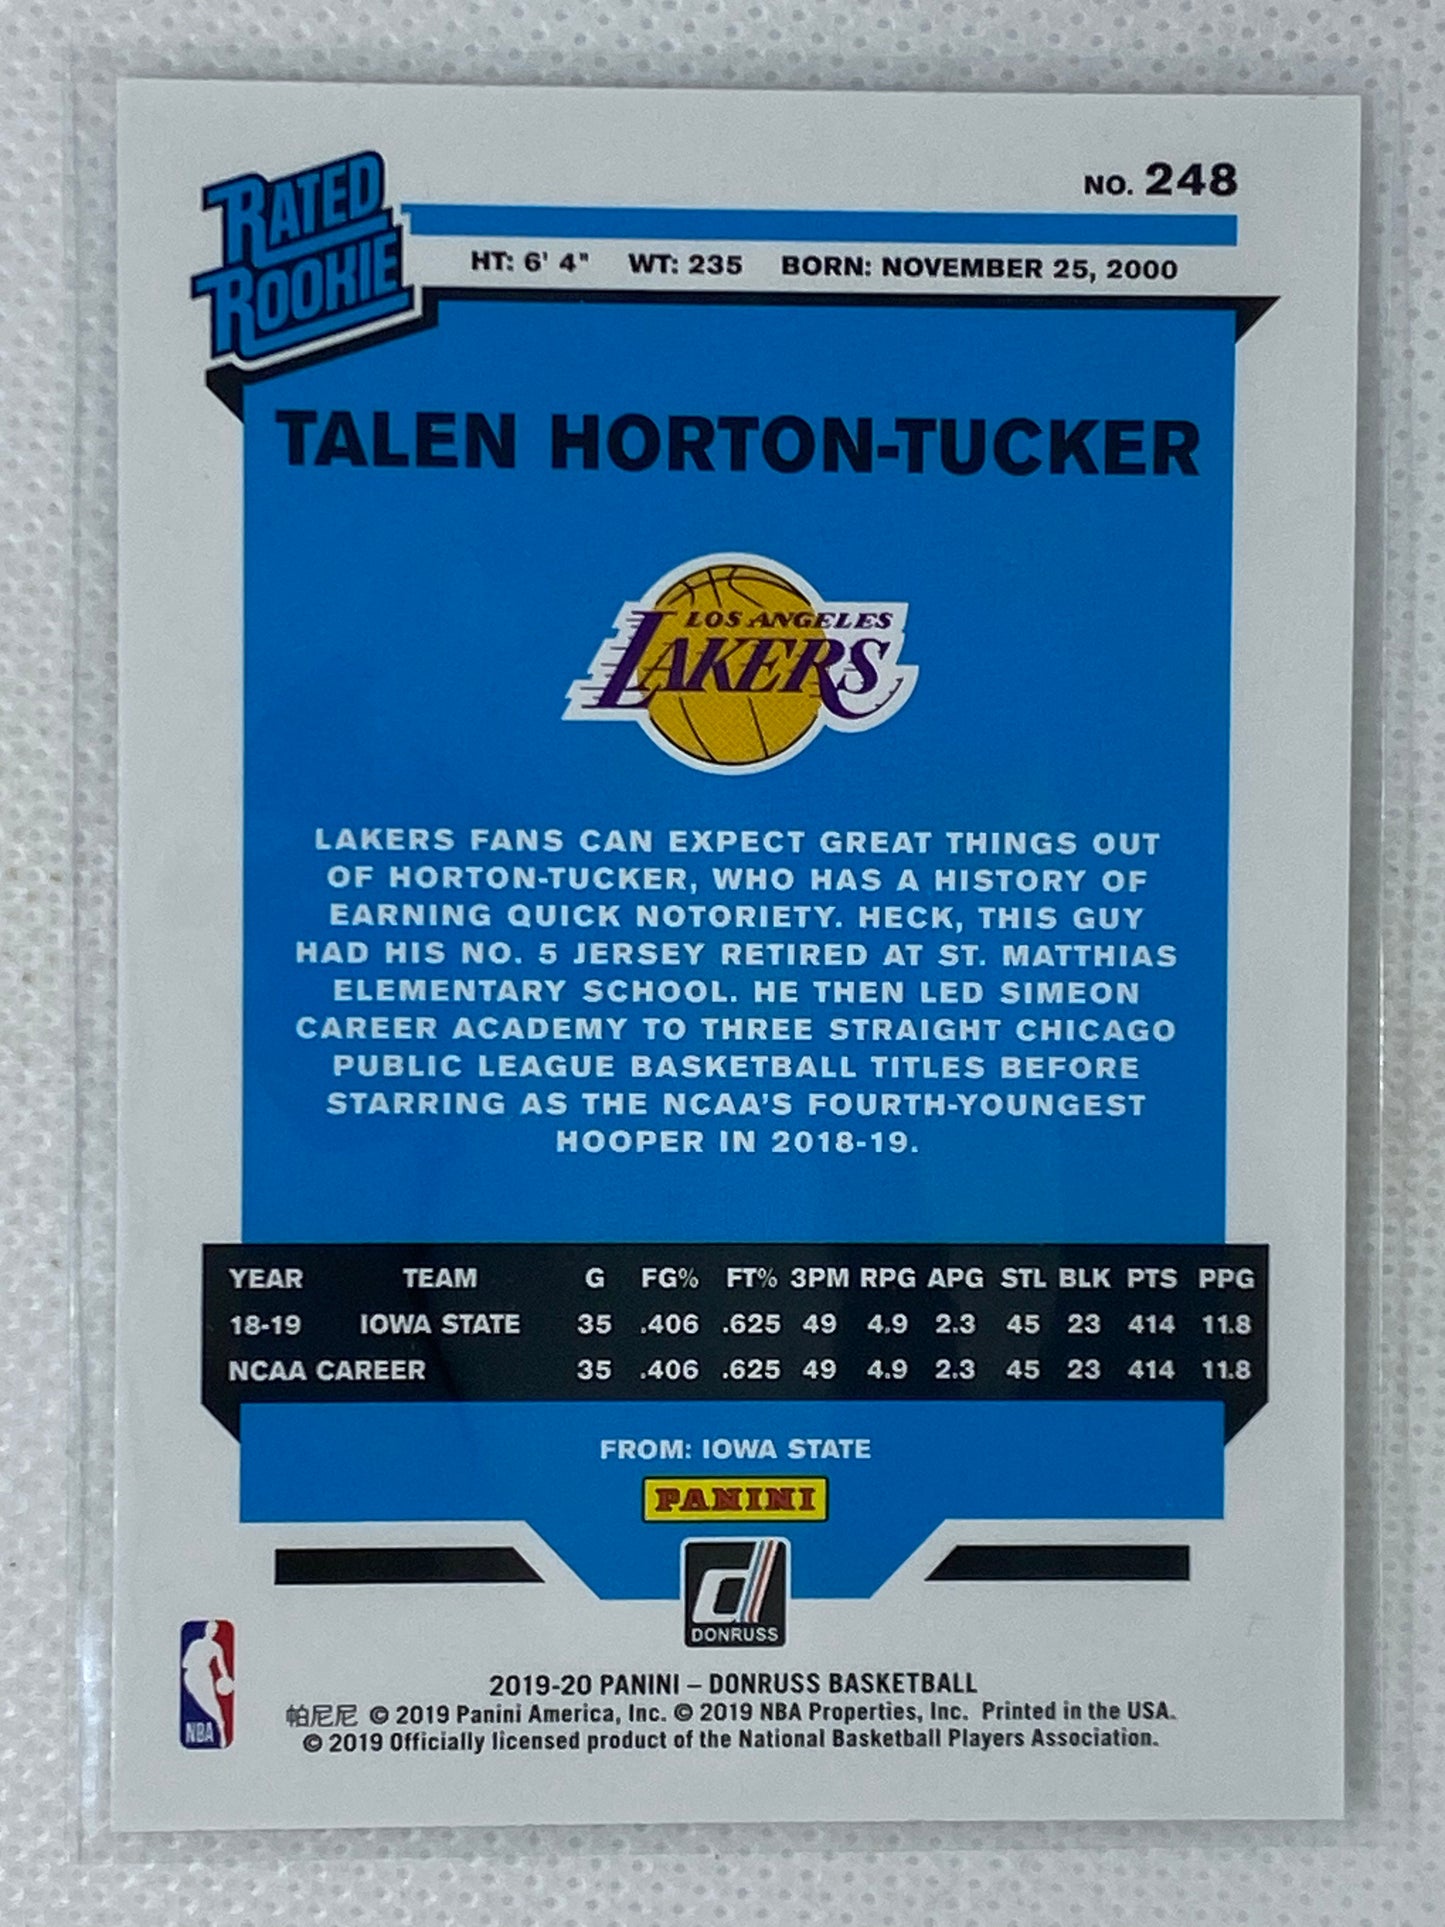 RATED
ROOKIE
NO. 248
HT: 6' 4" WT: 235 BORN: NOVEMBER 25, 2000
TALEN HORTON-TUCKER
LOS ANGELES
LAKERS
LAKERS FANS CAN EXPECT GREAT THINGS OUT
OF HORTON-TUCKER, WHO HAS A HISTORY OF
EARNING QUICK NOTORIETY. HECK, THIS GUY
HAD HIS NO. 5 JERSEY RETIRED AT ST. MATTHIAS
ELEMENTARY SCHOOL. HE THEN LED SIMEON
CAREER ACADEMY TO THREE STRAIGHT CHICAGO
PUBLIC LEAGUE BASKETBALL TITLES BEFORE
STARRING AS THE NCAA'S FOURTH-YOUNGEST
HOOPER IN 2018-19.
YEAR TEAM G FG% FT% 3PM RPG APG STL BLK PTS PPG
18-19 IOWA STATE 35 .406 .625 49 4.9 2.3 45 23 414 11.8
NCAA CAREER 35 .406 .625 49 4.9 2.3 45 23 414 11.8
FROM: IOWA STATE
PANINI
d
DONRUSS
NBA
2019-20 PANINI – DONRUSS BASKETBALL
帕尼尼 © 2019 Panini America, Inc. © 2019 NBA Properties, Inc. Printed in the USA.
© 2019 Officially licensed product of the National Basketball Players Association.